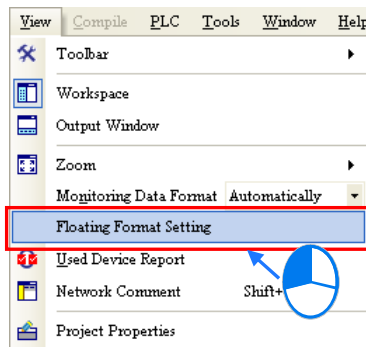 View Compile PLC Tools Window Help
Toolbar
Workspace
Output Window
Zoom
Monitoring Data Format Automatically
Floating Format Setting
Used Device Report
Network Comment Shift+
Project Properties